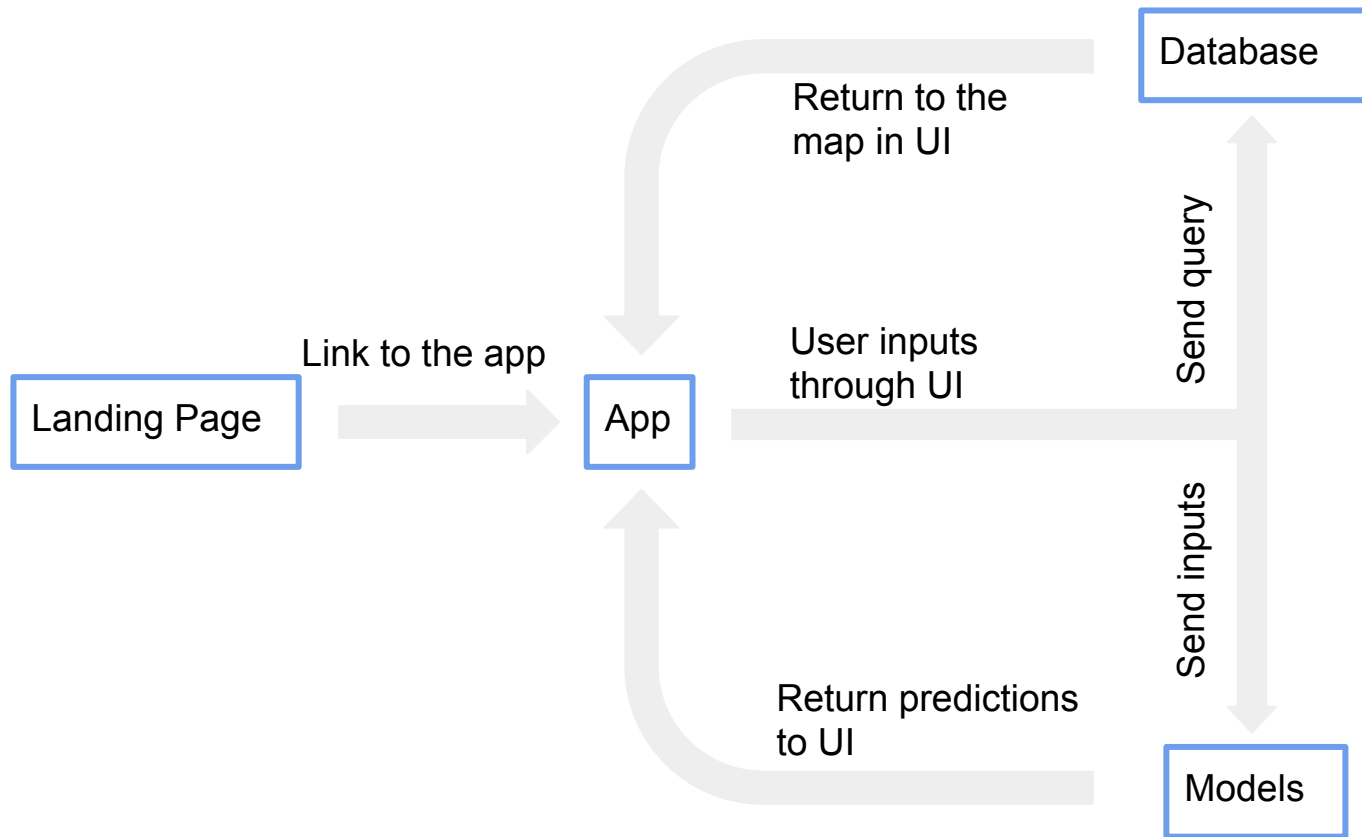 Database
Return to the
map in UI
Send query
Link to the app
User inputs
through UI
Landing Page
App
Send inputs
Return predictions
to UI
Models